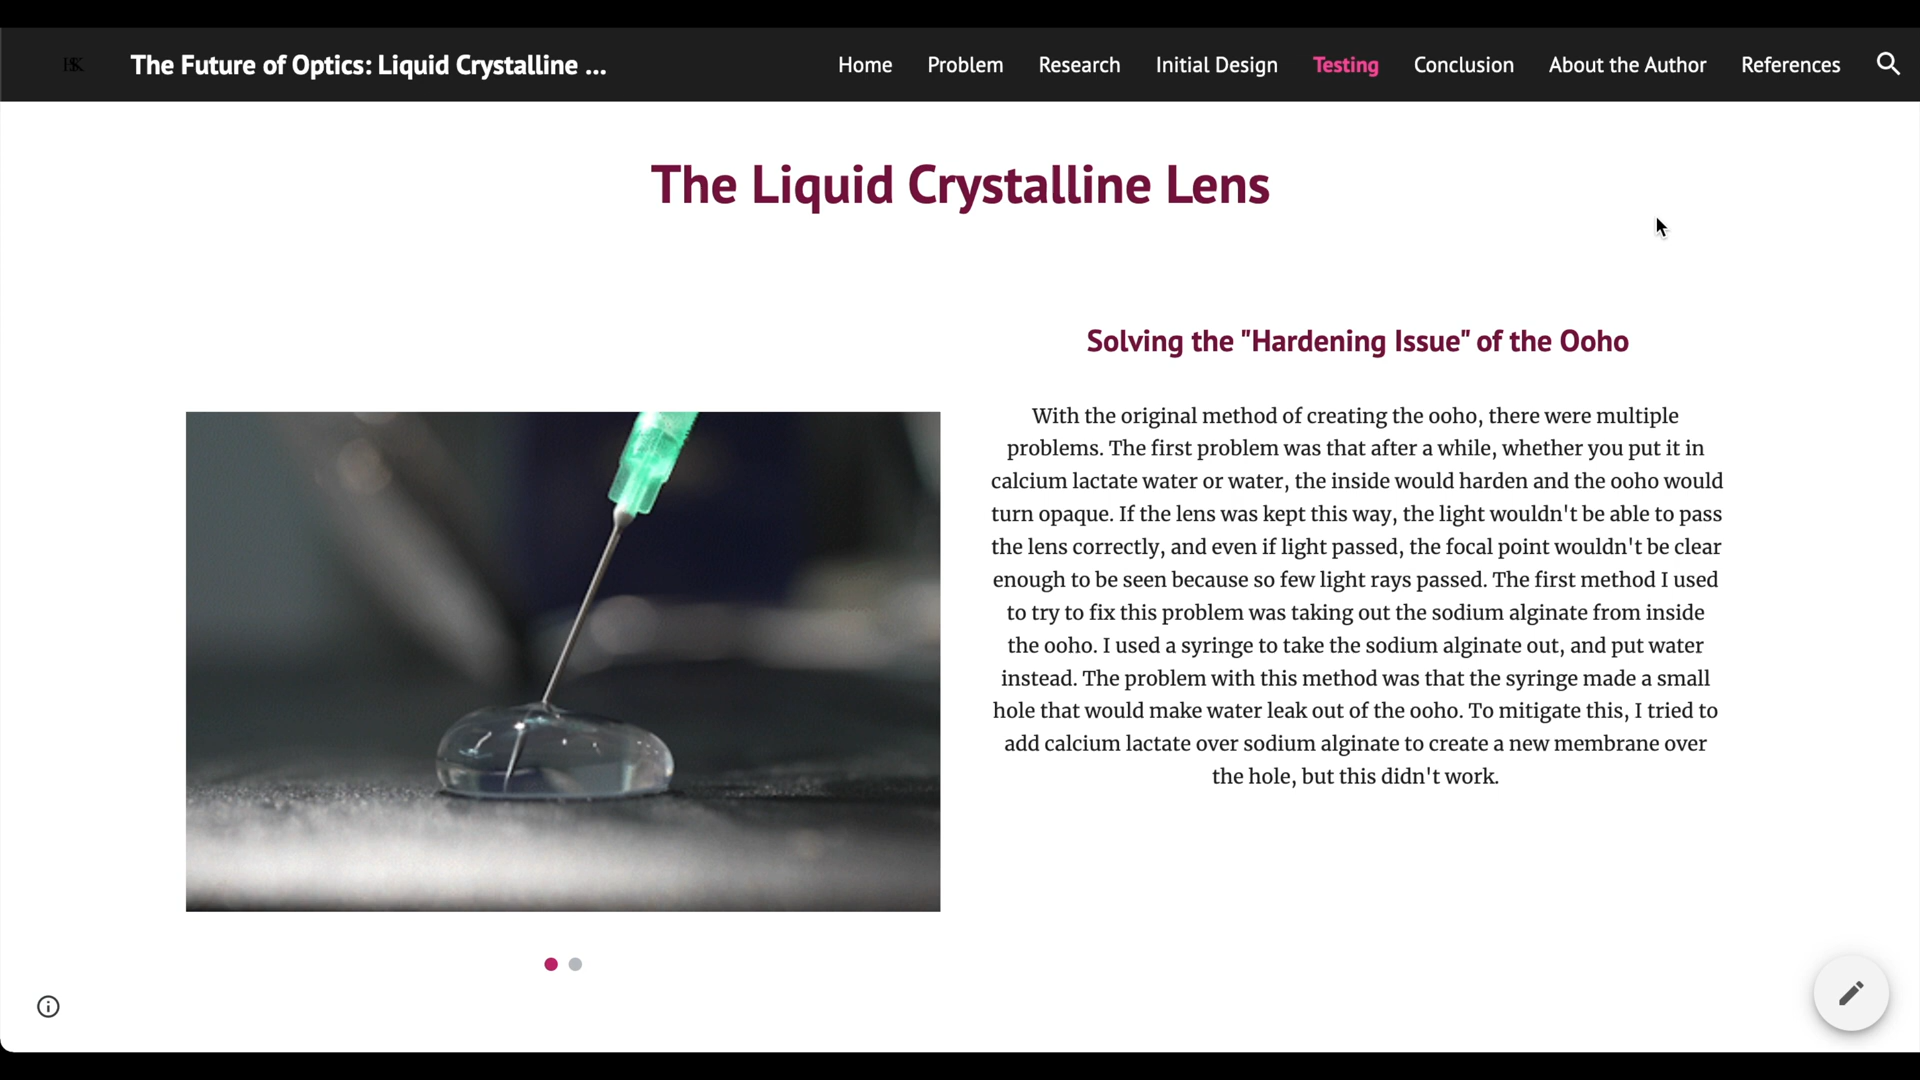 The Future of Optics: Liquid Crystalline ...
Home Problem Research Initial Design Testing Conclusion About the Author References
The Liquid Crystalline Lens
Solving the "Hardening Issue" of the Ooho
With the original method of creating the ooho, there were multiple
problems. The first problem was that after a while, whether you put it in
calcium lactate water or water, the inside would harden and the ooho would
turn opaque. If the lens was kept this way, the light wouldn't be able to pass
the lens correctly, and even if light passed, the focal point wouldn't be clear
enough to be seen because so few light rays passed. The first method I used
to try to fix this problem was taking out the sodium alginate from inside
the ooho. I used a syringe to take the sodium alginate out, and put water
instead. The problem with this method was that the syringe made a small
hole that would make water leak out of the ooho. To mitigate this, I tried to
add calcium lactate over sodium alginate to create a new membrane over
the hole, but this didn't work.